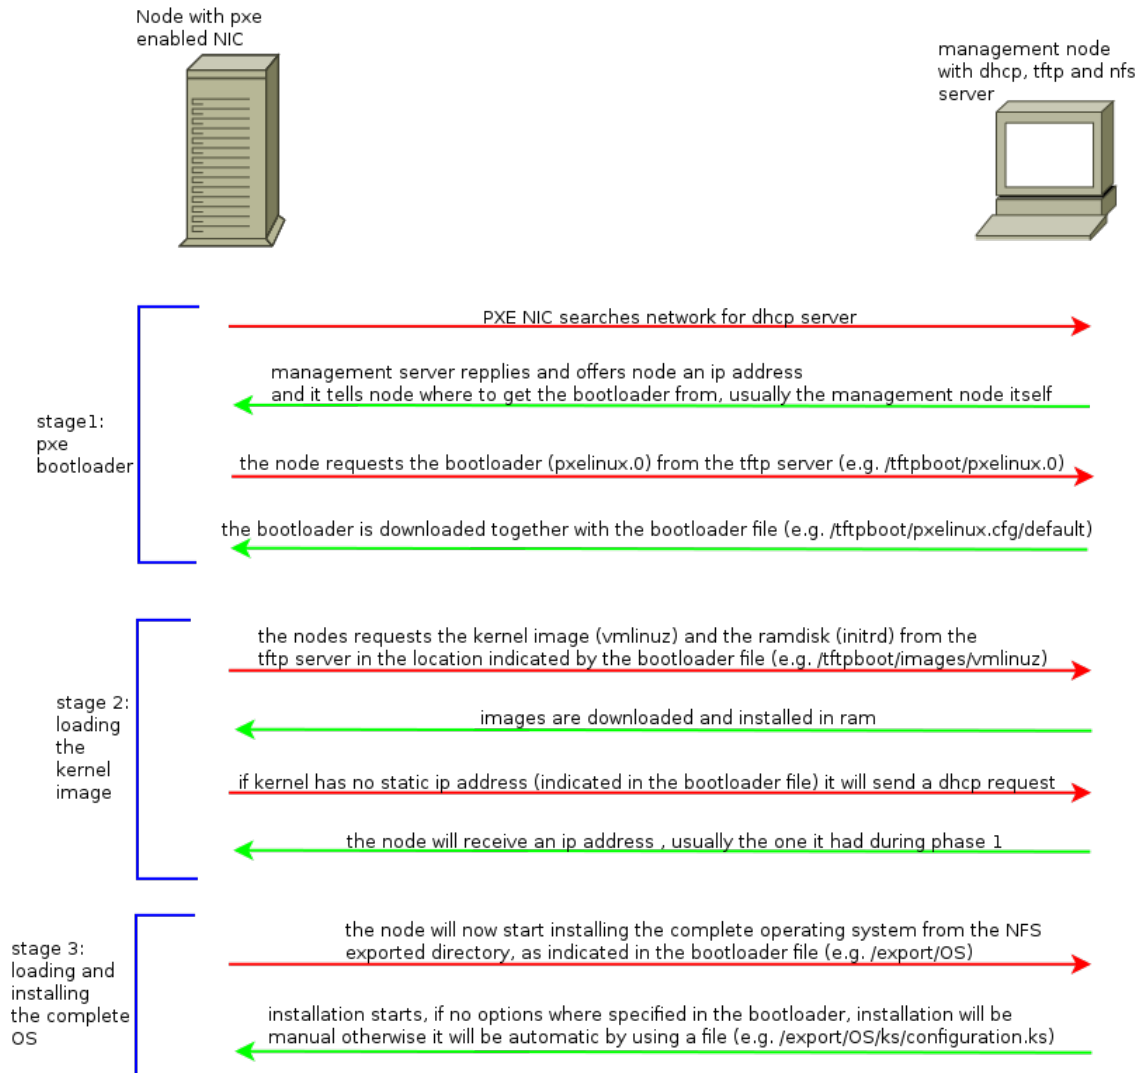 Node with pxe
enabled NIC
management node
with dhcp, tftp and nfs
server
stage1:
pxe
bootloader
PXE NIC searches network for dhcp server
management server repplies and offers node an ip address
and it tells node where to get the bootloader from, usually the management node itself
the node requests the bootloader (pxelinux.0) from the tftp server (e.g. /tftpboot/pxelinux.0)
the bootloader is downloaded together with the bootloader file (e.g. /tftpboot/pxelinux.cfg/default)
stage 2:
loading
the
kernel
image
the nodes requests the kernel image (vmlinuz) and the ramdisk (initrd) from the
tftp server in the location indicated by the bootloader file (e.g. /tftpboot/images/vmlinuz)
images are downloaded and installed in ram
if kernel has no static ip address (indicated in the bootloader file) it will send a dhcp request
the node will receive an ip address , usually the one it had during phase 1
stage 3:
loading and
installing
the complete
OS
the node will now start installing the complete operating system from the NFS
exported directory, as indicated in the bootloader file (e.g. /export/OS)
installation starts, if no options where specified in the bootloader, installation will be
manual otherwise it will be automatic by using a file (e.g. /export/OS/ks/configuration.ks)